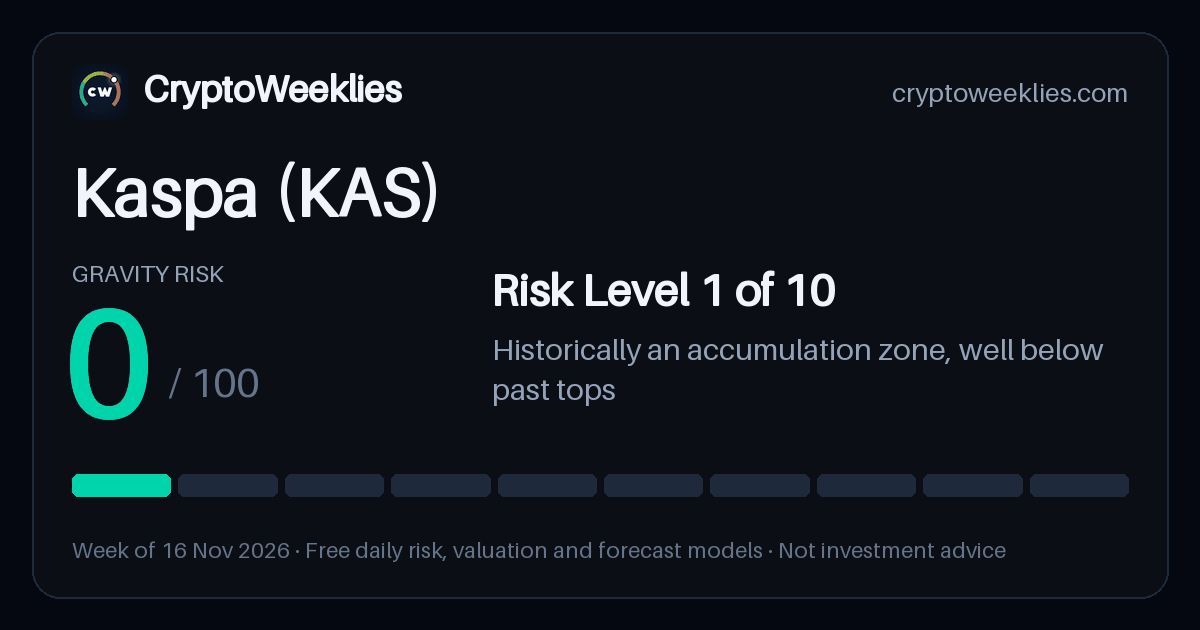 CW
CryptoWeeklies
cryptoweeklies.com
Kaspa (KAS)
GRAVITY RISK
0 / 100
Risk Level 1 of 10
Historically an accumulation zone, well below
past tops
Week of 16 Nov 2026 · Free daily risk, valuation and forecast models · Not investment advice